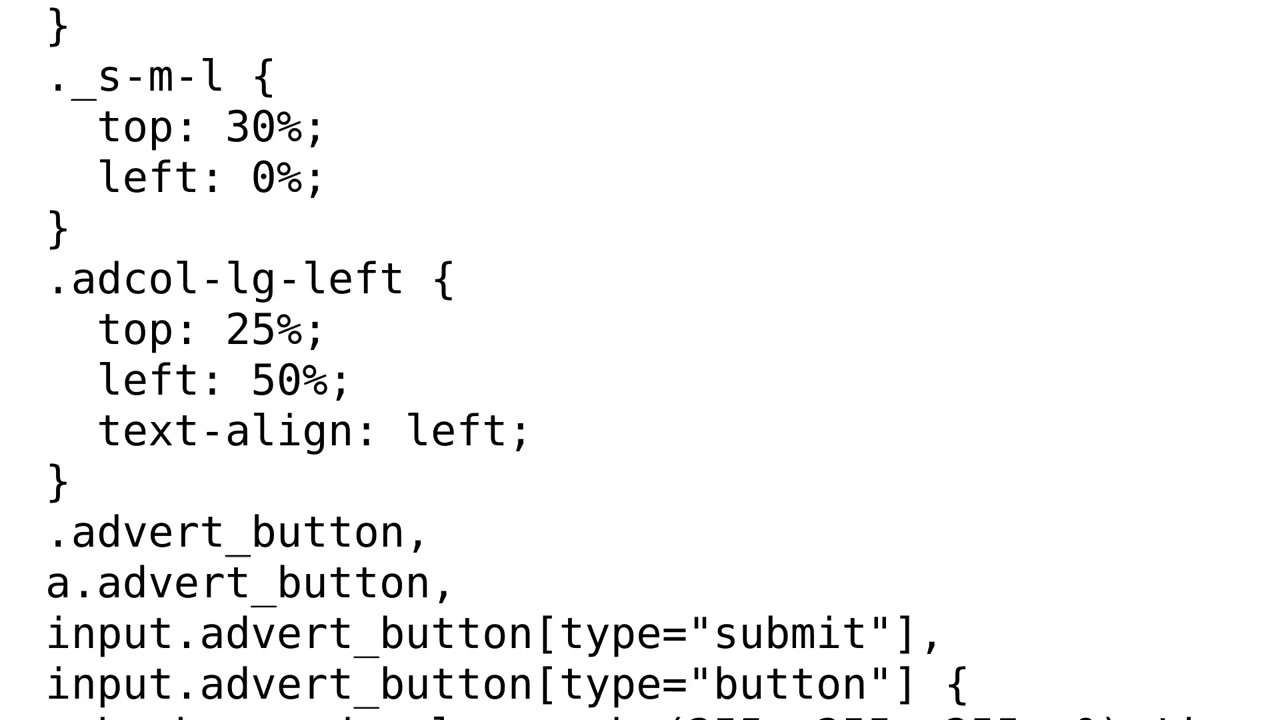 }
._s-m-l {
  top: 30%;
  left: 0%;
}
.adcol-lg-left {
  top: 25%;
  left: 50%;
  text-align: left;
}
.advert_button,
a.advert_button,
input.advert_button[type="submit"],
input.advert_button[type="button"] {